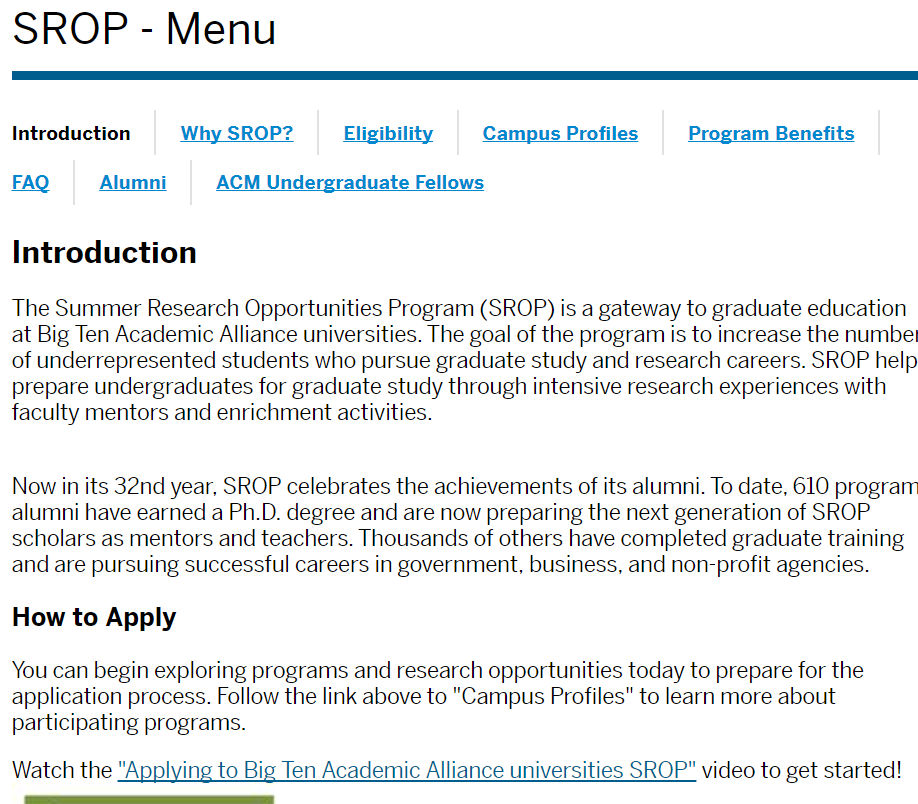 SROP - Menu
Introduction Why SROP? Eligibility Campus Profiles Program Benefits
FAQ Alumni ACM Undergraduate Fellows
Introduction
The Summer Research Opportunities Program (SROP) is a gateway to graduate education
at Big Ten Academic Alliance universities. The goal of the program is to increase the number
of underrepresented students who pursue graduate study and research careers. SROP help
prepare undergraduates for graduate study through intensive research experiences with
faculty mentors and enrichment activities.
Now in its 32nd year, SROP celebrates the achievements of its alumni. To date, 610 program
alumni have earned a Ph.D. degree and are now preparing the next generation of SROP
scholars as mentors and teachers. Thousands of others have completed graduate training
and are pursuing successful careers in government, business, and non-profit agencies.
How to Apply
You can begin exploring programs and research opportunities today to prepare for the
application process. Follow the link above to "Campus Profiles" to learn more about
participating programs.
Watch the "Applying to Big Ten Academic Alliance universities SROP" video to get started!